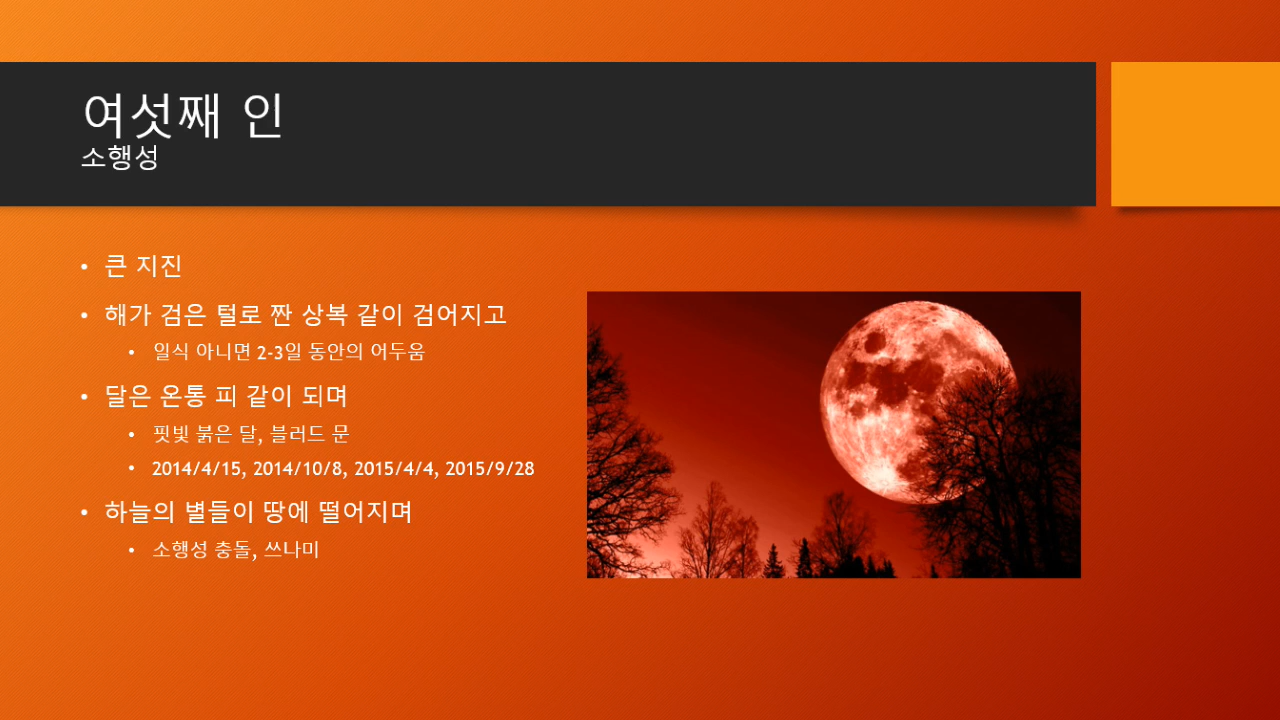 여섯째 인
소행성
• 큰 지진
• 해가 검은 털로 짠 상복 같이 검어지고
• 일식 아니면 2-3일 동안의 어두움
• 달은 온통 피 같이 되며
• 핏빛 붉은 달, 블러드 문
• 2014/4/15, 2014/10/8, 2015/4/4, 2015/9/28
• 하늘의 별들이 땅에 떨어지며
• 소행성 충돌, 쓰나미